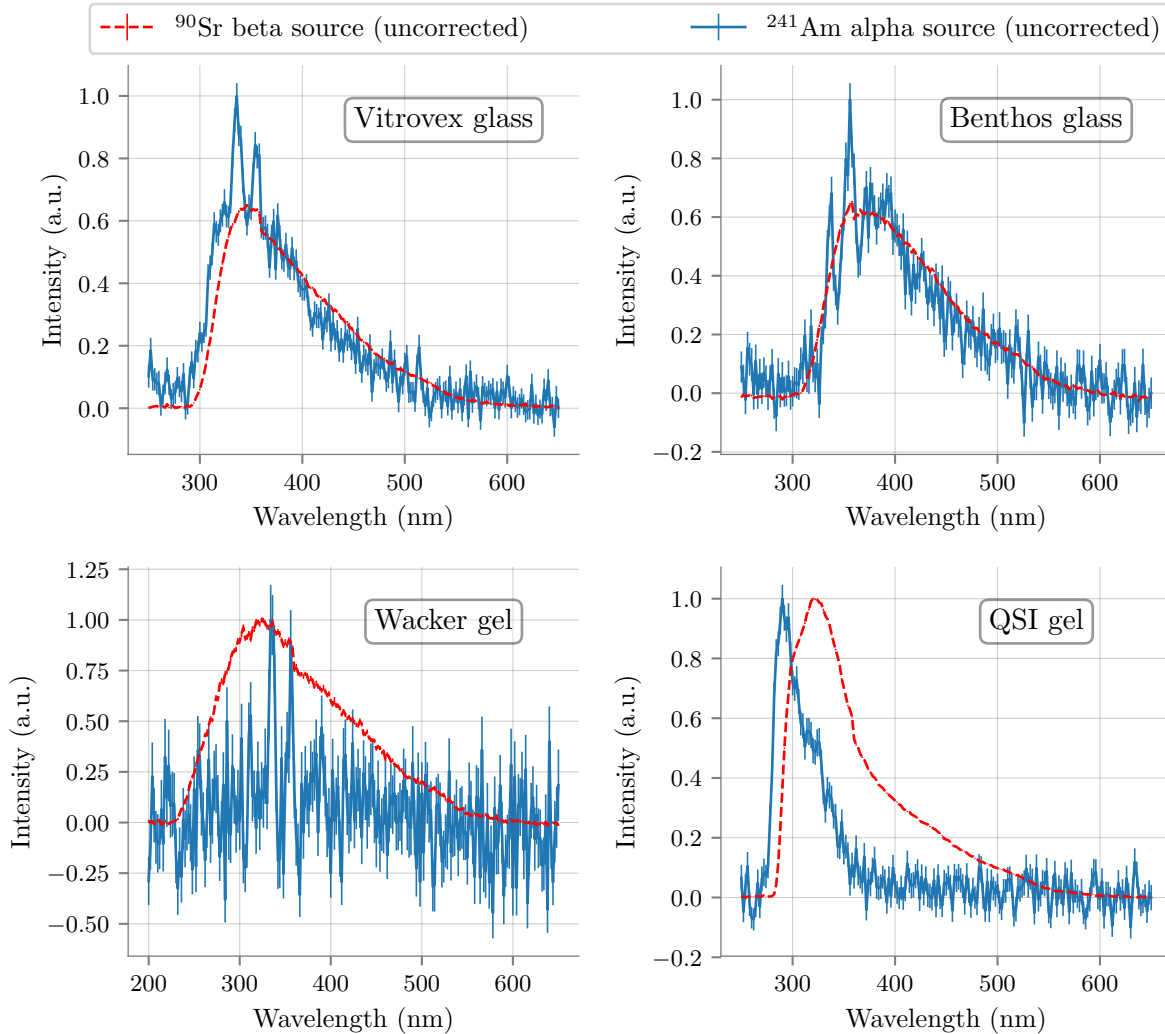 ⁹⁰Sr beta source (uncorrected) ²⁴¹Am alpha source (uncorrected)
Vitrovex glass
Intensity (a.u.)
1.0
0.8
0.6
0.4
0.2
0.0
300 400 500 600
Wavelength (nm)
Benthos glass
Intensity (a.u.)
1.0
0.8
0.6
0.4
0.2
0.0
−0.2
300 400 500 600
Wavelength (nm)
Wacker gel
Intensity (a.u.)
1.25
1.00
0.75
0.50
0.25
0.00
−0.25
−0.50
200 300 400 500 600
Wavelength (nm)
QSI gel
Intensity (a.u.)
1.0
0.8
0.6
0.4
0.2
0.0
−0.2
300 400 500 600
Wavelength (nm)